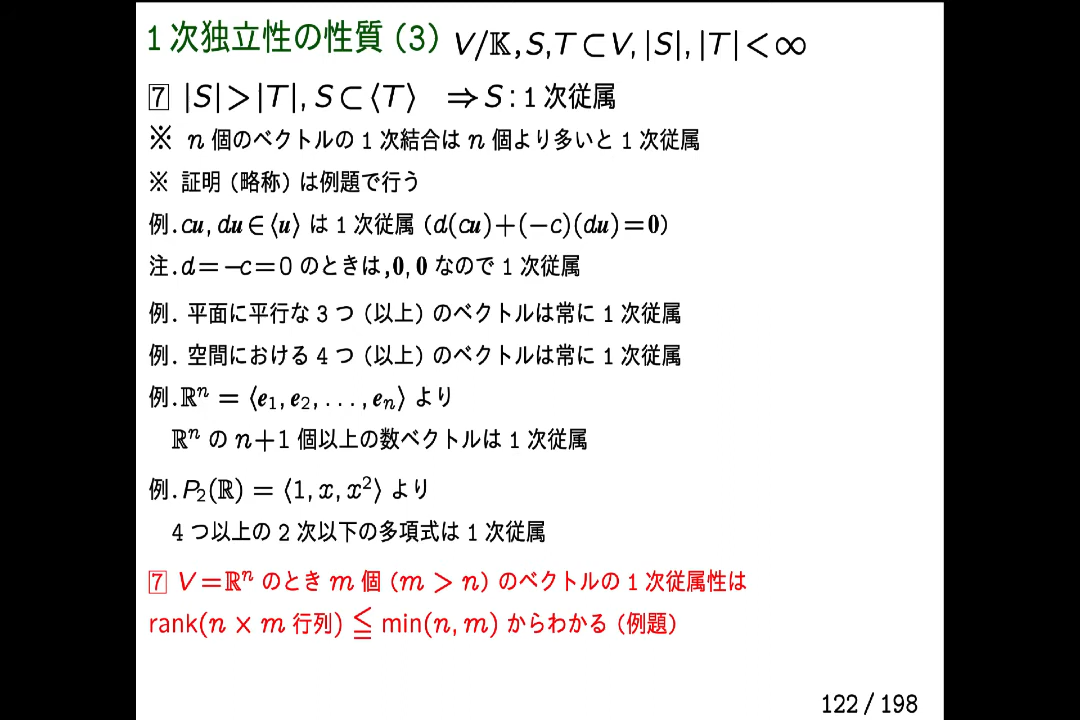 1 次独立性の性質 (3) V/𝕂, S, T ⊂ V, |S|, |T| < ∞
7 |S| > |T|, S ⊂ ⟨T⟩ ⇒ S : 1 次従属
※ n 個のベクトルの 1 次結合は n 個より多いと 1 次従属
※ 証明（略称）は例題で行う
例. cu, du ∈ ⟨u⟩ は 1 次従属 (d(cu)+(−c)(du)=0)
注. d=−c=0 のときは,0, 0 なので 1 次従属
例. 平面に平行な 3 つ（以上）のベクトルは常に 1 次従属
例. 空間における 4 つ（以上）のベクトルは常に 1 次従属
例. ℝⁿ = ⟨e₁, e₂, . . . , eₙ⟩ より
ℝⁿ の n+1 個以上の数ベクトルは 1 次従属
例. P₂(ℝ) = ⟨1, x, x²⟩ より
4 つ以上の 2 次以下の多項式は 1 次従属
7 V=ℝⁿ のとき m 個 (m > n) のベクトルの 1 次従属性は
rank(n × m 行列) ≦ min(n, m) からわかる（例題）
122 / 198